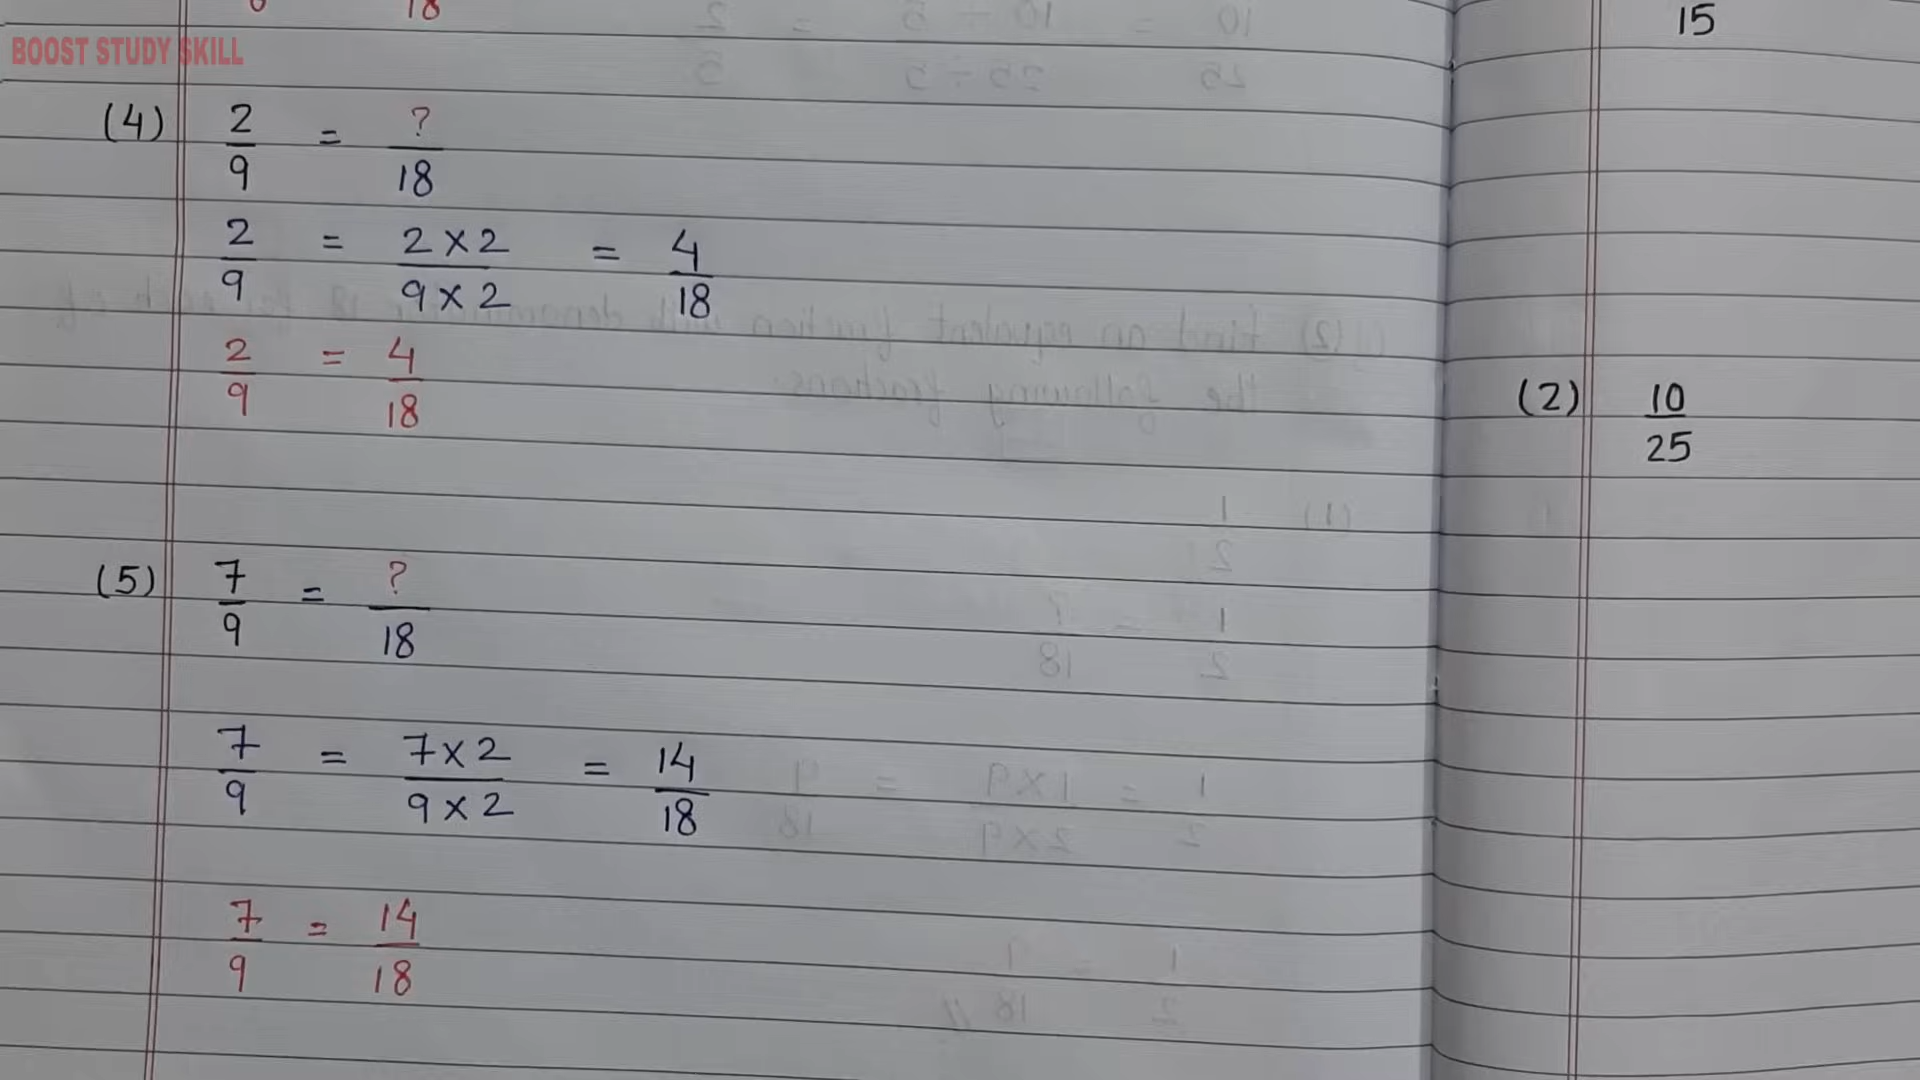 18
BOOST STUDY SKILL
(4) 2/9 = ?/18
2/9 = 2 × 2/9 × 2 = 4/18
2/9 = 4/18
(5) 7/9 = ?/18
7/9 = 7 × 2/9 × 2 = 14/18
7/9 = 14/18
15
(2) 10/25